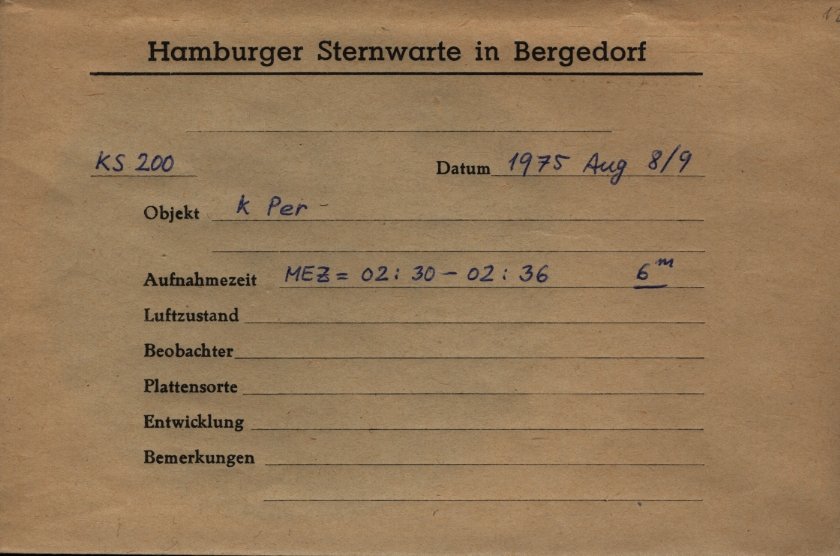 Hamburger Sternwarte in Bergedorf
KS 200 Datum 1975 Aug 8/9
Objekt k Per -
Aufnahmezeit MEZ = 02:30 - 02:36 6ᵐ
Luftzustand
Beobachter
Plattensorte
Entwicklung
Bemerkungen